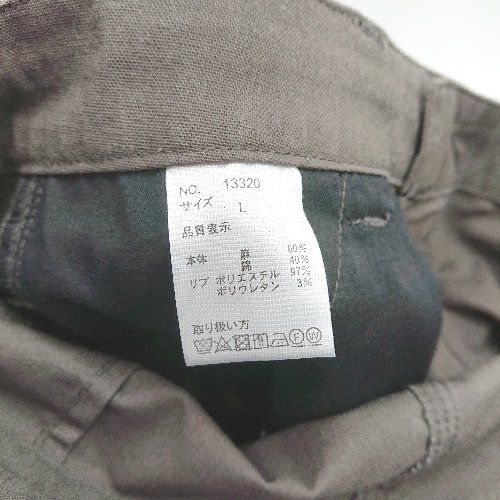 NO. 13320
サイズ L
品質表示
本体 麻 60%
綿 40%
リブ ポリエステル 97%
ポリウレタン 3%
取り扱い方
F W